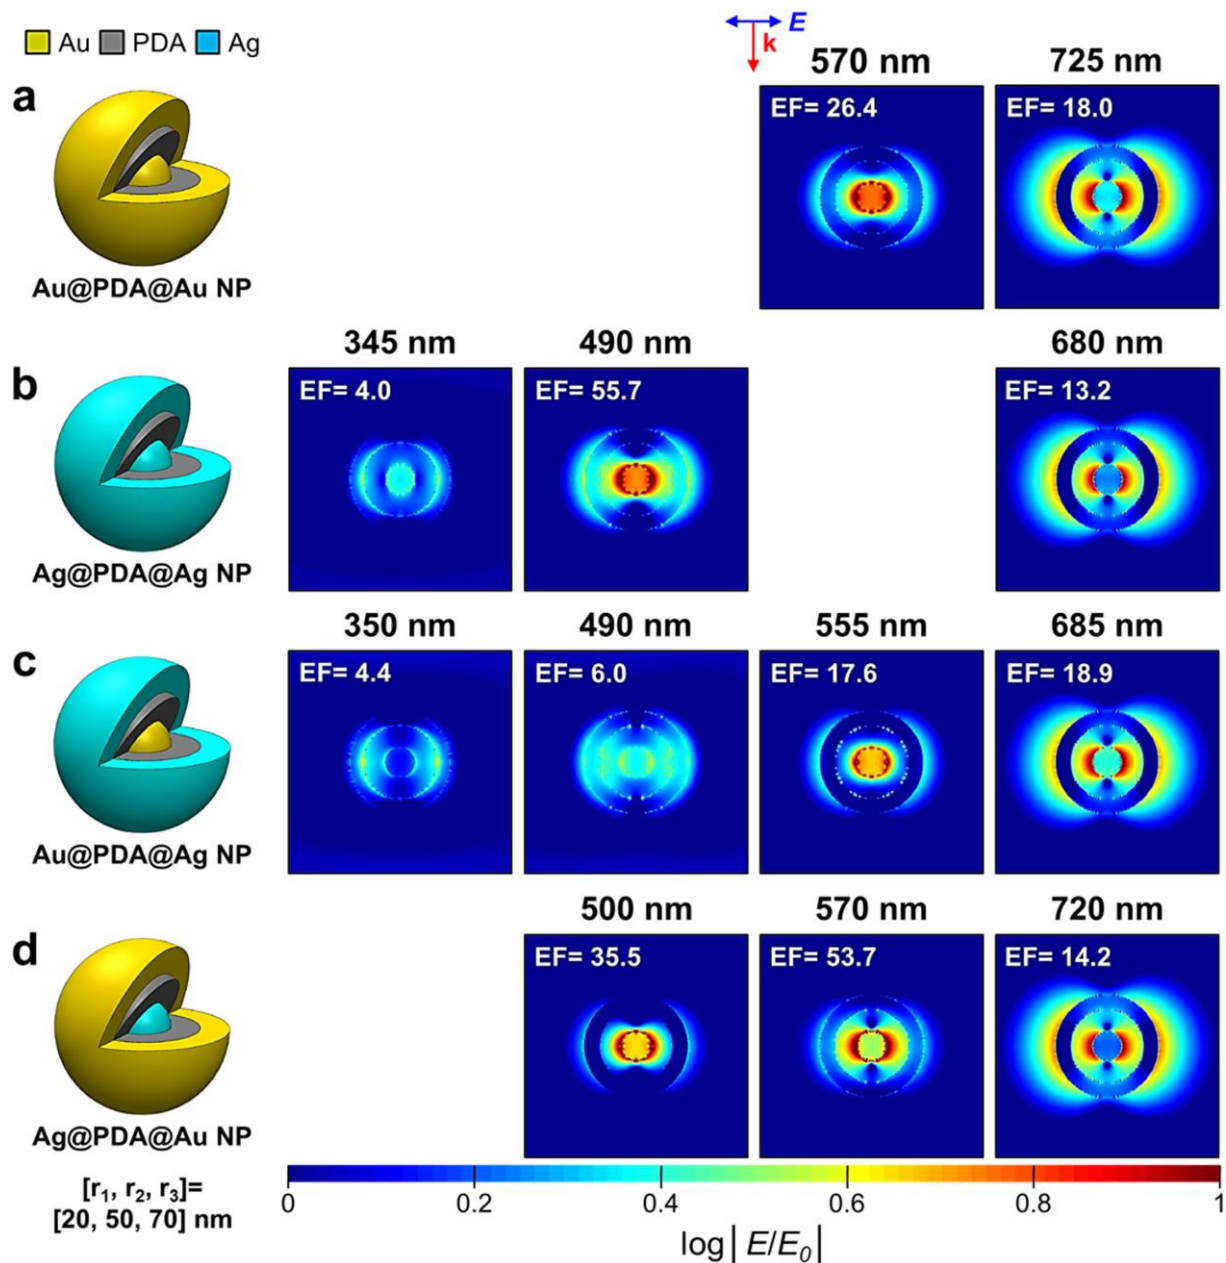 Au PDA Ag
E
k
570 nm 725 nm
a
EF= 26.4 EF= 18.0
Au@PDA@Au NP
345 nm 490 nm 680 nm
b
EF= 4.0 EF= 55.7 EF= 13.2
Ag@PDA@Ag NP
350 nm 490 nm 555 nm 685 nm
c
EF= 4.4 EF= 6.0 EF= 17.6 EF= 18.9
Au@PDA@Ag NP
500 nm 570 nm 720 nm
d
EF= 35.5 EF= 53.7 EF= 14.2
Ag@PDA@Au NP
[r₁, r₂, r₃]=
[20, 50, 70] nm
0 0.2 0.4 0.6 0.8 1
log| E/E₀|